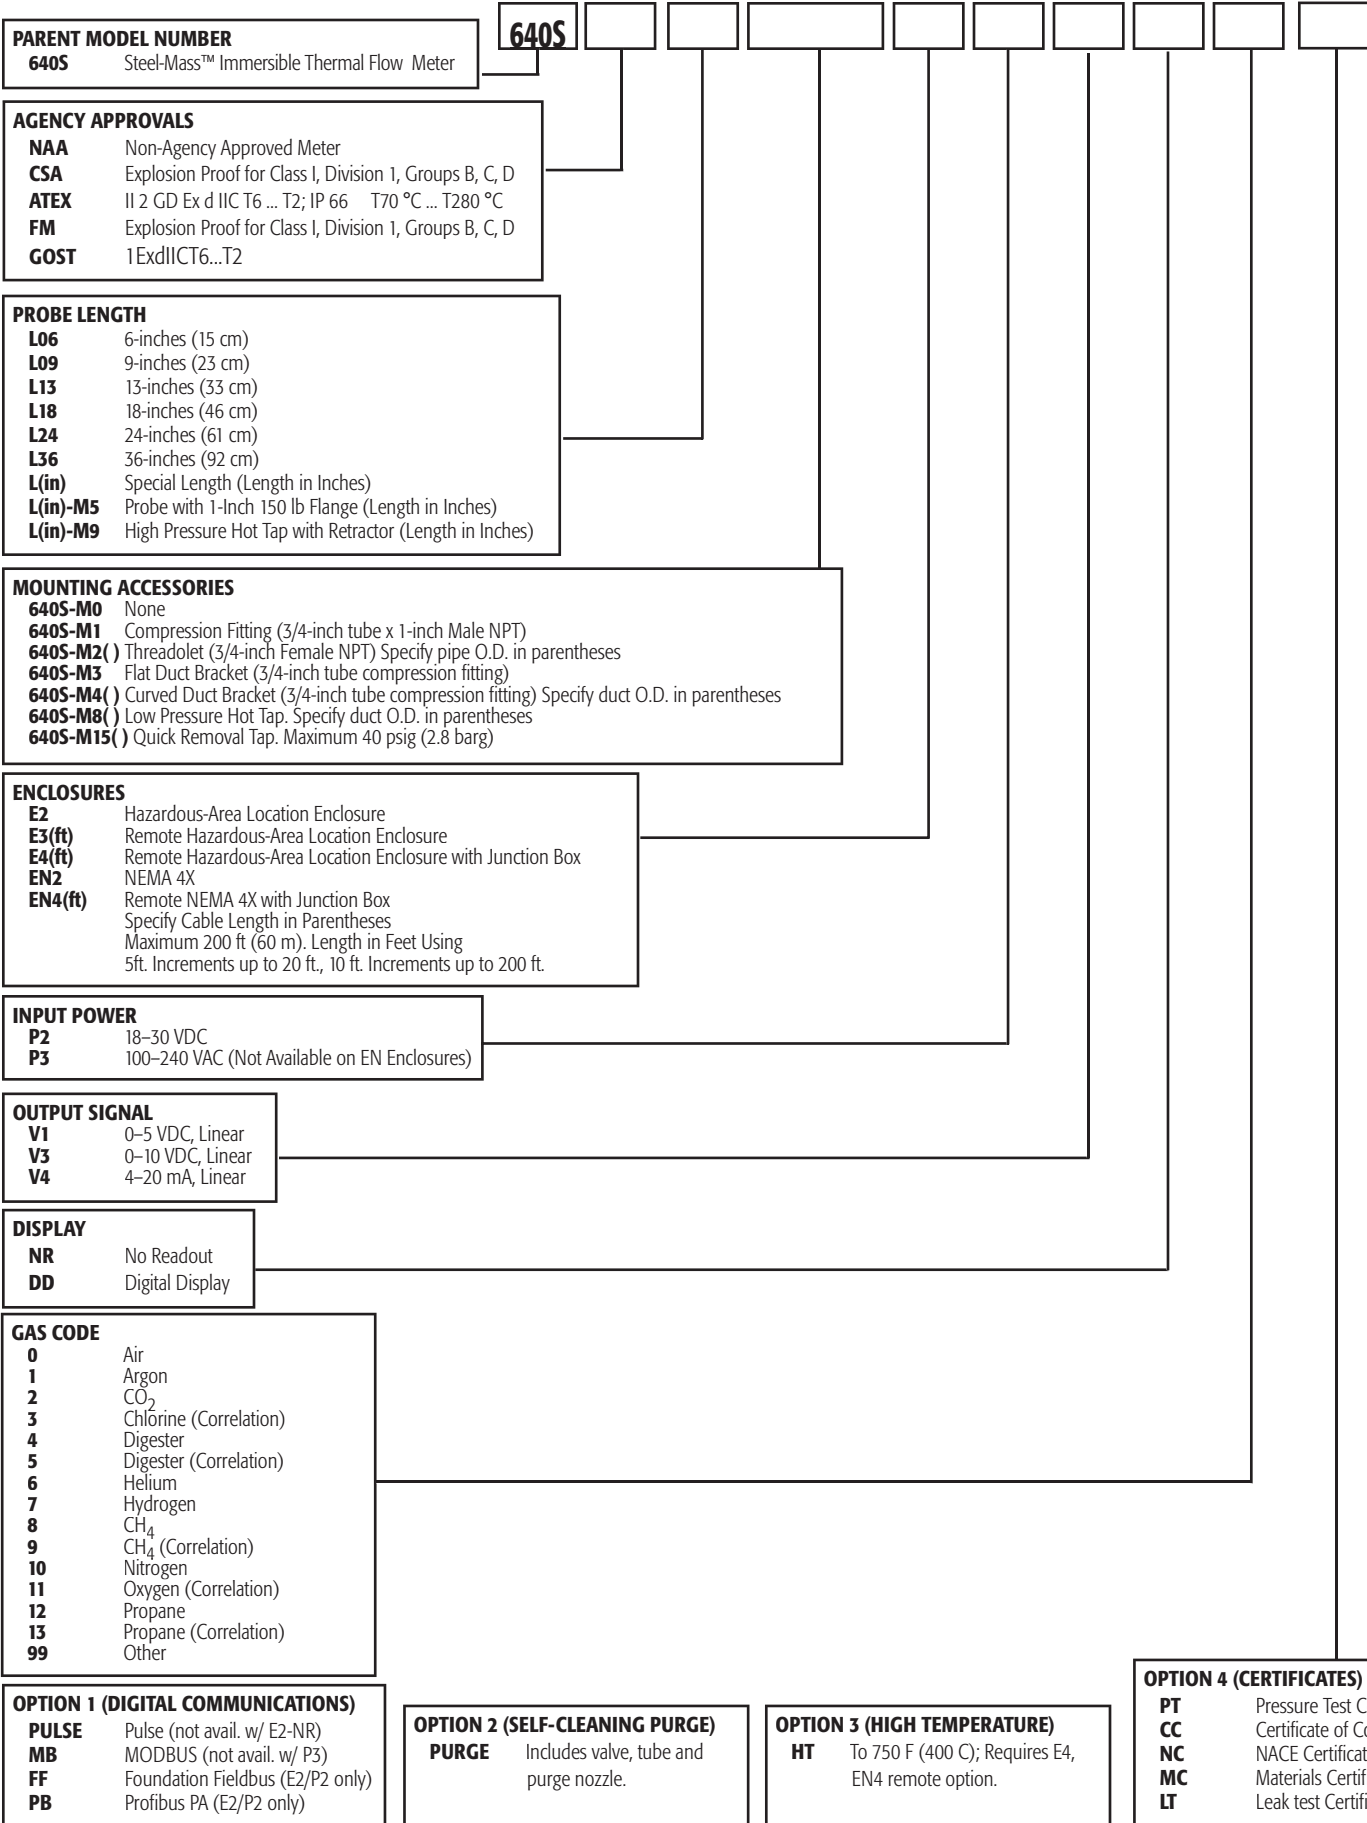 640S
PARENT MODEL NUMBER
640S Steel-Mass™ Immersible Thermal Flow Meter
AGENCY APPROVALS
NAA Non-Agency Approved Meter
CSA Explosion Proof for Class I, Division 1, Groups B, C, D
ATEX II 2 GD Ex d IIC T6 ... T2; IP 66 T70 °C ... T280 °C
FM Explosion Proof for Class I, Division 1, Groups B, C, D
GOST 1ExdIICT6...T2
PROBE LENGTH
L06 6-inches (15 cm)
L09 9-inches (23 cm)
L13 13-inches (33 cm)
L18 18-inches (46 cm)
L24 24-inches (61 cm)
L36 36-inches (92 cm)
L(in) Special Length (Length in Inches)
L(in)-M5 Probe with 1-Inch 150 lb Flange (Length in Inches)
L(in)-M9 High Pressure Hot Tap with Retractor (Length in Inches)
MOUNTING ACCESSORIES
640S-M0 None
640S-M1 Compression Fitting (3/4-inch tube x 1-inch Male NPT)
640S-M2( ) Threadolet (3/4-inch Female NPT) Specify pipe O.D. in parentheses
640S-M3 Flat Duct Bracket (3/4-inch tube compression fitting)
640S-M4( ) Curved Duct Bracket (3/4-inch tube compression fitting) Specify duct O.D. in parentheses
640S-M8( ) Low Pressure Hot Tap. Specify duct O.D. in parentheses
640S-M15( ) Quick Removal Tap. Maximum 40 psig (2.8 barg)
ENCLOSURES
E2 Hazardous-Area Location Enclosure
E3(ft) Remote Hazardous-Area Location Enclosure
E4(ft) Remote Hazardous-Area Location Enclosure with Junction Box
EN2 NEMA 4X
EN4(ft) Remote NEMA 4X with Junction Box
Specify Cable Length in Parentheses
Maximum 200 ft (60 m). Length in Feet Using
5ft. Increments up to 20 ft., 10 ft. Increments up to 200 ft.
INPUT POWER
P2 18–30 VDC
P3 100–240 VAC (Not Available on EN Enclosures)
OUTPUT SIGNAL
V1 0–5 VDC, Linear
V3 0–10 VDC, Linear
V4 4–20 mA, Linear
DISPLAY
NR No Readout
DD Digital Display
GAS CODE
0 Air
1 Argon
2 CO2
3 Chlorine (Correlation)
4 Digester
5 Digester (Correlation)
6 Helium
7 Hydrogen
8 CH4
9 CH4 (Correlation)
10 Nitrogen
11 Oxygen (Correlation)
12 Propane
13 Propane (Correlation)
99 Other
OPTION 1 (DIGITAL COMMUNICATIONS)
PULSE Pulse (not avail. w/ E2-NR)
MB MODBUS (not avail. w/ P3)
FF Foundation Fieldbus (E2/P2 only)
PB Profibus PA (E2/P2 only)
OPTION 2 (SELF-CLEANING PURGE)
PURGE Includes valve, tube and
purge nozzle.
OPTION 3 (HIGH TEMPERATURE)
HT To 750 F (400 C); Requires E4,
EN4 remote option.
OPTION 4 (CERTIFICATES)
PT Pressure Test
CC Certificate of
NC NACE
MC Materials
LT Leak test